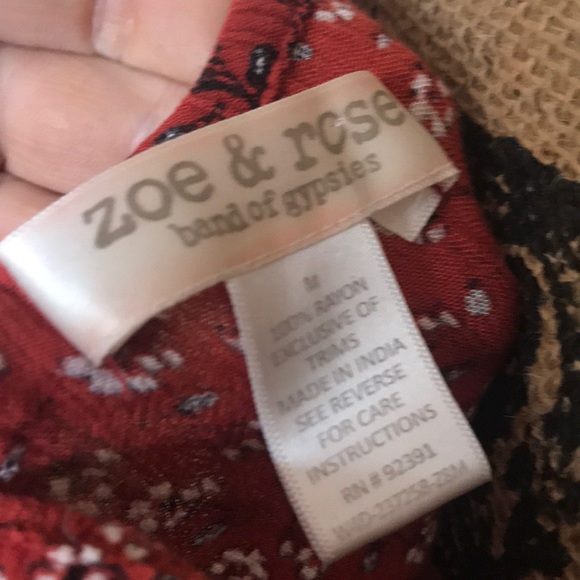 zoe & rose
band of gypsies
M
100% RAYON
EXCLUSIVE OF
TRIMS
MADE IN INDIA
SEE REVERSE
FOR CARE
INSTRUCTIONS
RN # 92391